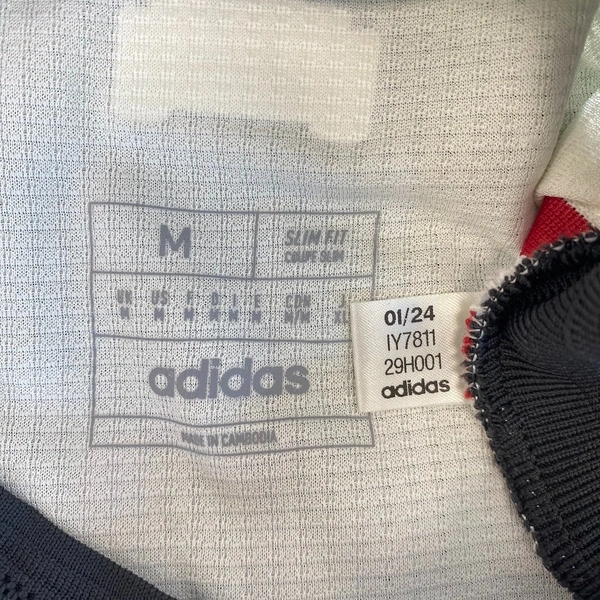 M
SLIM FIT
COUPE SLIM
UK US F D I E CDN J
M M M M M M M/M XL
adidas
MADE IN CAMBODIA
01/24
IY7811
29H001
adidas